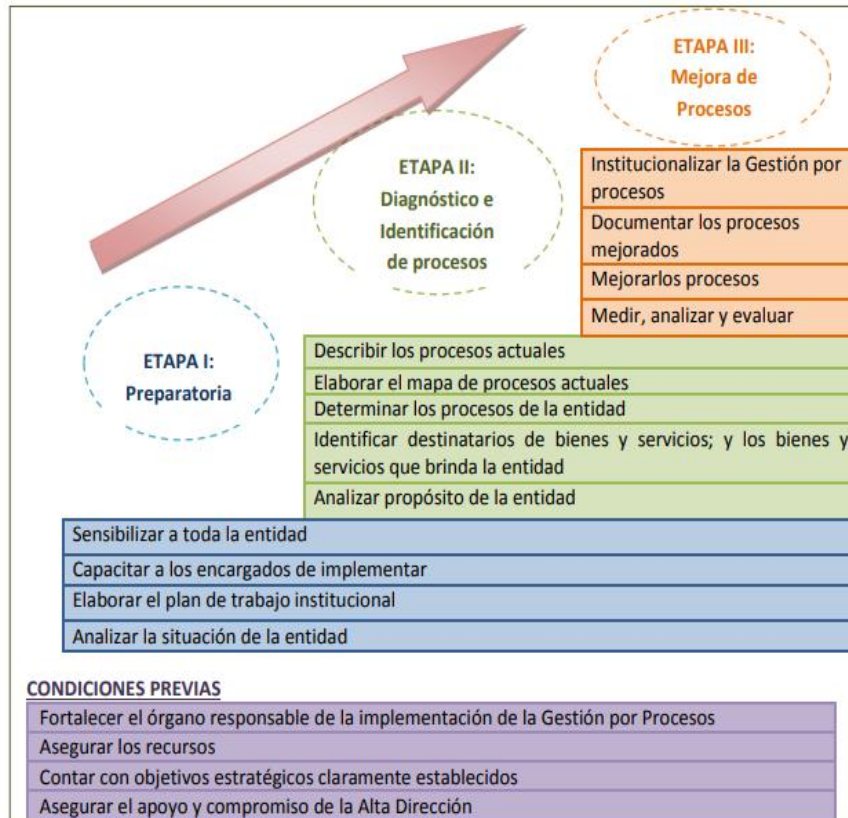 ETAPA III:
Mejora de
Procesos
ETAPA II:
Diagnóstico e
Identificación
de procesos
ETAPA I:
Preparatoria
Institucionalizar la Gestión por
procesos
Documentar los procesos
mejorados
Mejorarlos procesos
Medir, analizar y evaluar
Describir los procesos actuales
Elaborar el mapa de procesos actuales
Determinar los procesos de la entidad
Identificar destinatarios de bienes y servicios; y los bienes y
servicios que brinda la entidad
Analizar propósito de la entidad
Sensibilizar a toda la entidad
Capacitar a los encargados de implementar
Elaborar el plan de trabajo institucional
Analizar la situación de la entidad
CONDICIONES PREVIAS
Fortalecer el órgano responsable de la implementación de la Gestión por Procesos
Asegurar los recursos
Contar con objetivos estratégicos claramente establecidos
Asegurar el apoyo y compromiso de la Alta Dirección